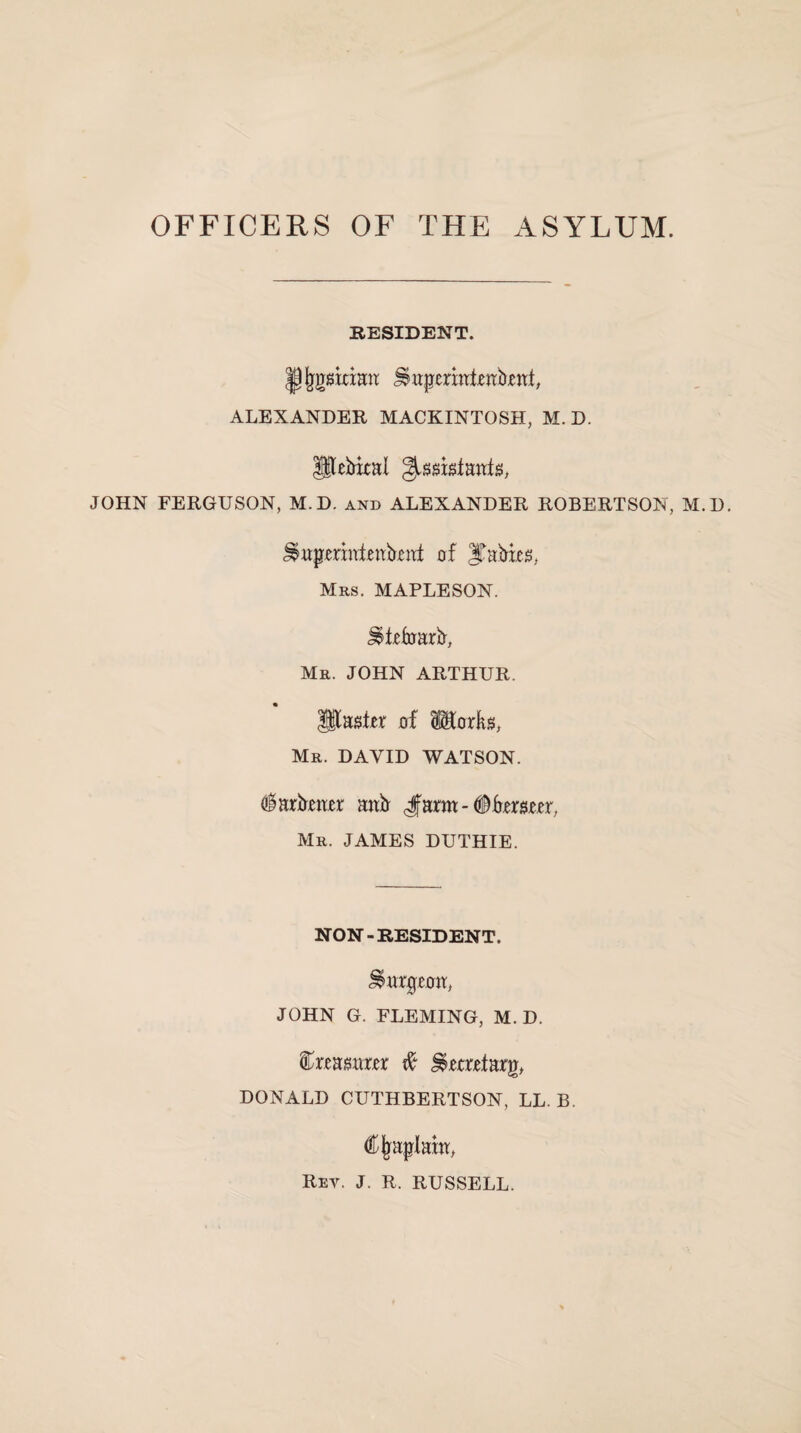 OFFICERS OF THE ASYLUM.
RESIDENT.
Physician Superintendent,
ALEXANDER MACKINTOSH, M. D.
Medical Assistants,
JOHN FERGUSON, M. D. AND ALEXANDER ROBERTSON, M. D.
Superintendent of Ladies,
MRS. MAPLESON.
Steward,
MR. JOHN ARTHUR.
Master of Works,
MR. DAVID WATSON.
Gardener and Farm-Overseer,
MR. JAMES DUTHIE.
NON-RESIDENT.
Surgeon,
JOHN G. FLEMING, M. D.
Treasurer & Secretary,
DONALD CUTHBERTSON, LL. B.
Chaplain,
REV. J. R. RUSSELL.